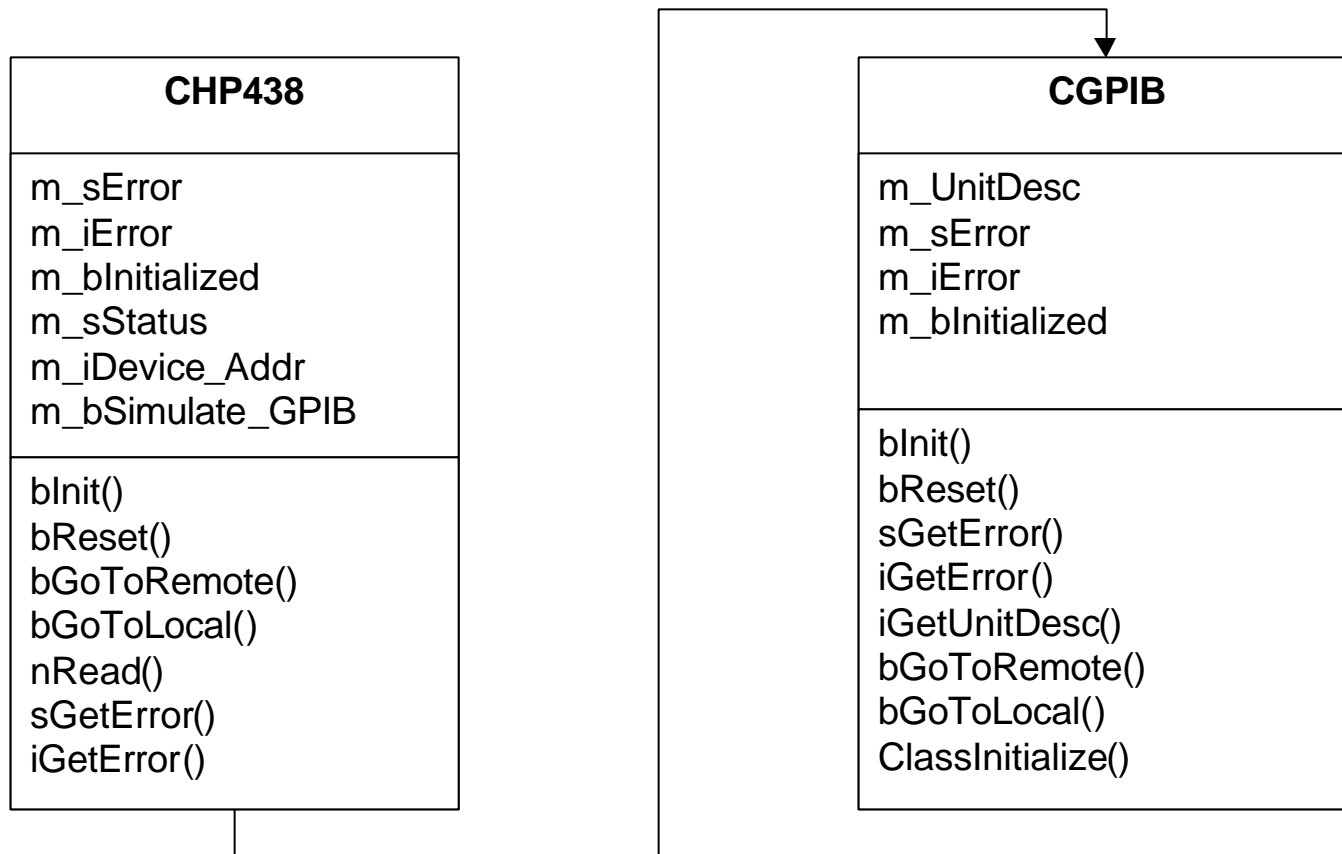 CHP438
m_sError
m_iError
m_bInitialized
m_sStatus
m_iDevice_Addr
m_bSimulate_GPIB
bInit()
bReset()
bGoToRemote()
bGoToLocal()
nRead()
sGetError()
iGetError()
CGPIB
m_UnitDesc
m_sError
m_iError
m_bInitialized
bInit()
bReset()
sGetError()
iGetError()
iGetUnitDesc()
bGoToRemote()
bGoToLocal()
ClassInitialize()